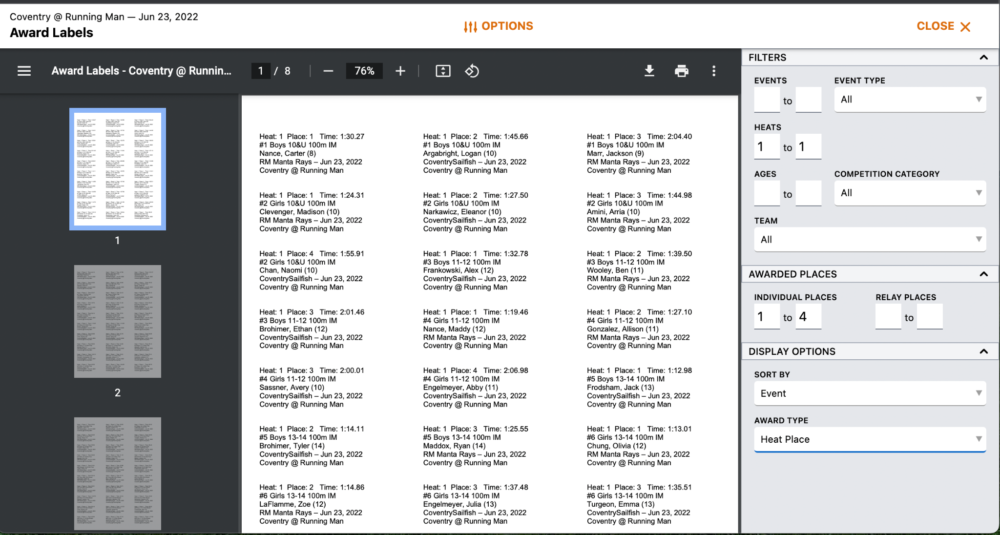 Coventry @ Running Man — Jun 23, 2022
Award Labels
OPTIONS
CLOSE
Award Labels - Coventry @ Runnin...
1 / 8
76%
1
2
Heat: 1 Place: 1 Time: 1:30.27
#1 Boys 10&U 100m IM
Nance, Carter (8)
RM Manta Rays – Jun 23, 2022
Coventry @ Running Man
Heat: 1 Place: 2 Time: 1:45.66
#1 Boys 10&U 100m IM
Argabright, Logan (10)
CoventrySailfish – Jun 23, 2022
Coventry @ Running Man
Heat: 1 Place: 3 Time: 2:04.40
#1 Boys 10&U 100m IM
Marr, Jackson (9)
RM Manta Rays – Jun 23, 2022
Coventry @ Running Man
Heat: 1 Place: 1 Time: 1:24.31
#2 Girls 10&U 100m IM
Clevenger, Madison (10)
RM Manta Rays – Jun 23, 2022
Coventry @ Running Man
Heat: 1 Place: 2 Time: 1:27.50
#2 Girls 10&U 100m IM
Narkawicz, Eleanor (10)
CoventrySailfish – Jun 23, 2022
Coventry @ Running Man
Heat: 1 Place: 3 Time: 1:44.98
#2 Girls 10&U 100m IM
Amini, Arria (10)
RM Manta Rays – Jun 23, 2022
Coventry @ Running Man
Heat: 1 Place: 4 Time: 1:55.91
#2 Girls 10&U 100m IM
Chan, Naomi (10)
CoventrySailfish – Jun 23, 2022
Coventry @ Running Man
Heat: 1 Place: 1 Time: 1:32.78
#3 Boys 11-12 100m IM
Frankowski, Alex (12)
CoventrySailfish – Jun 23, 2022
Coventry @ Running Man
Heat: 1 Place: 2 Time: 1:39.50
#3 Boys 11-12 100m IM
Wooley, Ben (11)
RM Manta Rays – Jun 23, 2022
Coventry @ Running Man
Heat: 1 Place: 3 Time: 2:01.46
#3 Boys 11-12 100m IM
Brohimer, Ethan (12)
CoventrySailfish – Jun 23, 2022
Coventry @ Running Man
Heat: 1 Place: 1 Time: 1:19.46
#4 Girls 11-12 100m IM
Nance, Maddy (12)
RM Manta Rays – Jun 23, 2022
Coventry @ Running Man
Heat: 1 Place: 2 Time: 1:27.10
#4 Girls 11-12 100m IM
Gonzalez, Allison (11)
RM Manta Rays – Jun 23, 2022
Coventry @ Running Man
Heat: 1 Place: 3 Time: 2:00.01
#4 Girls 11-12 100m IM
Sassner, Avery (10)
CoventrySailfish – Jun 23, 2022
Coventry @ Running Man
Heat: 1 Place: 4 Time: 2:06.98
#4 Girls 11-12 100m IM
Engelmeyer, Abby (11)
CoventrySailfish – Jun 23, 2022
Coventry @ Running Man
Heat: 1 Place: 1 Time: 1:12.98
#5 Boys 13-14 100m IM
Frodsham, Jack (13)
CoventrySailfish – Jun 23, 2022
Coventry @ Running Man
Heat: 1 Place: 2 Time: 1:14.11
#5 Boys 13-14 100m IM
Brohimer, Tyler (14)
CoventrySailfish – Jun 23, 2022
Coventry @ Running Man
Heat: 1 Place: 3 Time: 1:25.55
#5 Boys 13-14 100m IM
Maddox, Ryan (14)
RM Manta Rays – Jun 23, 2022
Coventry @ Running Man
Heat: 1 Place: 1 Time: 1:13.01
#6 Girls 13-14 100m IM
Chung, Olivia (12)
RM Manta Rays – Jun 23, 2022
Coventry @ Running Man
Heat: 1 Place: 2 Time: 1:14.86
#6 Girls 13-14 100m IM
LaFlamme, Zoe (12)
RM Manta Rays – Jun 23, 2022
Coventry @ Running Man
Heat: 1 Place: 3 Time: 1:37.48
#6 Girls 13-14 100m IM
Engelmeyer, Julia (13)
CoventrySailfish – Jun 23, 2022
Coventry @ Running Man
Heat: 1 Place: 3 Time: 1:35.51
#6 Girls 13-14 100m IM
Turgeon, Emma (13)
CoventrySailfish – Jun 23, 2022
Coventry @ Running Man
FILTERS
EVENTS
to
EVENT TYPE
All
HEATS
1 to 1
AGES
to
COMPETITION CATEGORY
All
TEAM
All
AWARDED PLACES
INDIVIDUAL PLACES
1 to 4
RELAY PLACES
to
DISPLAY OPTIONS
SORT BY
Event
AWARD TYPE
Heat Place